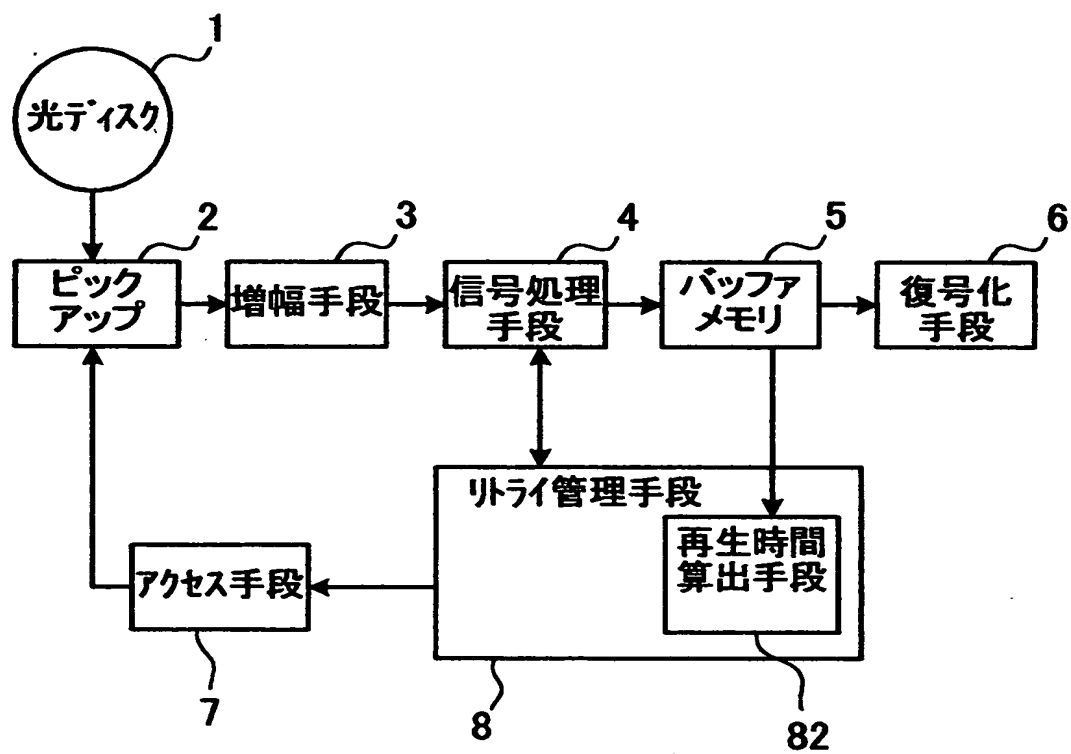 1
光ディスク
2
3
4
5
6
ピック
アップ
増幅手段
信号処理
手段
バッファ
メモリ
復号化
手段
リトライ管理手段
再生時間
算出手段
アクセス手段
7
8
82